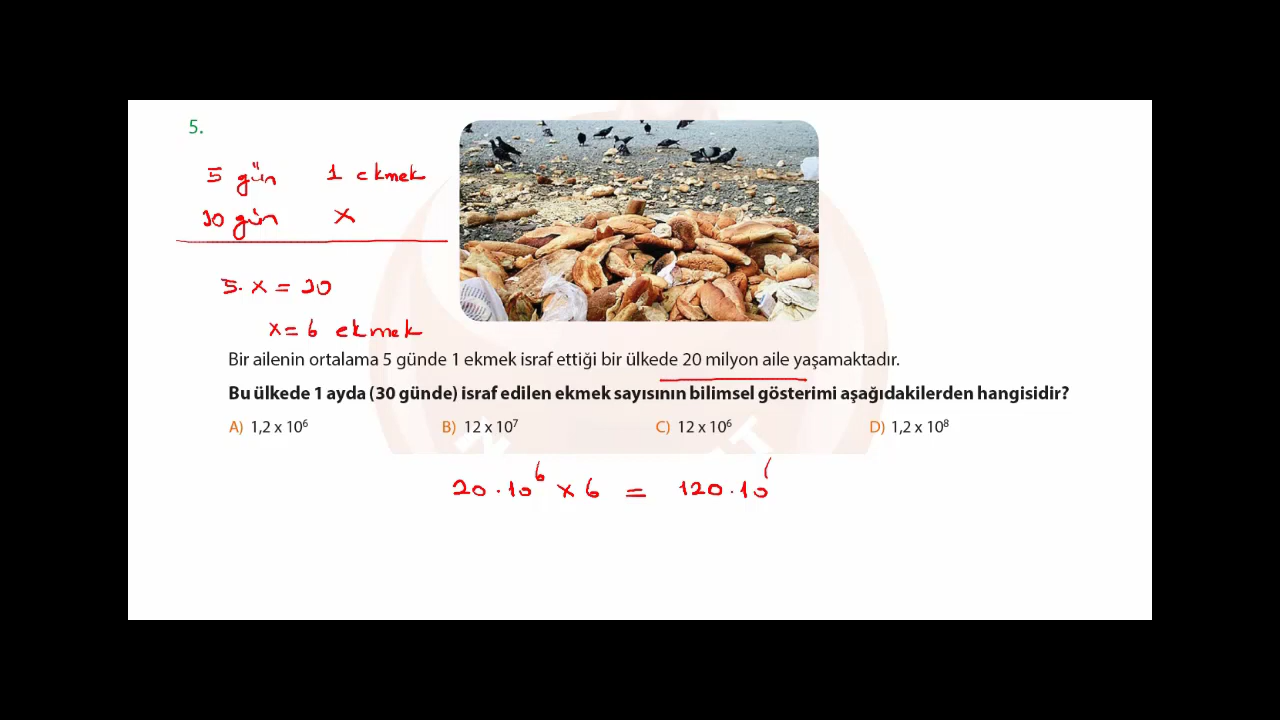 5.
5 gün 1 ekmek
30 gün x
5. x = 30
x = 6 ekmek
Bir ailenin ortalama 5 günde 1 ekmek israf ettiği bir ülkede 20 milyon aile yaşamaktadır.
Bu ülkede 1 ayda (30 günde) israf edilen ekmek sayısının bilimsel gösterimi aşağıdakilerden hangisidir?
A) 1,2 x 10⁶ B) 12 x 10⁷ C) 12 x 10⁶ D) 1,2 x 10⁸
20 . 10⁶ x 6 = 120 . 10